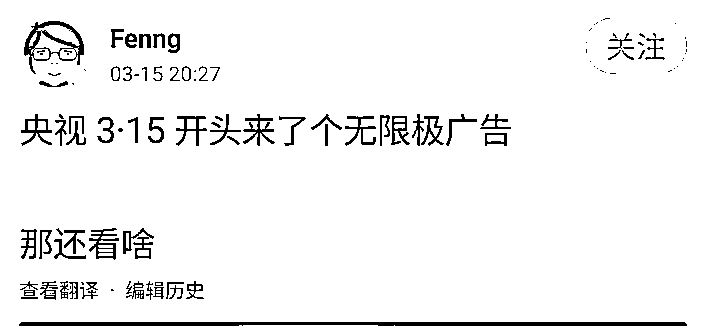 Fenng
03-15 20:27
关注
央视 3·15 开头来了个无限极广告
那还看啥
查看翻译 · 编辑历史